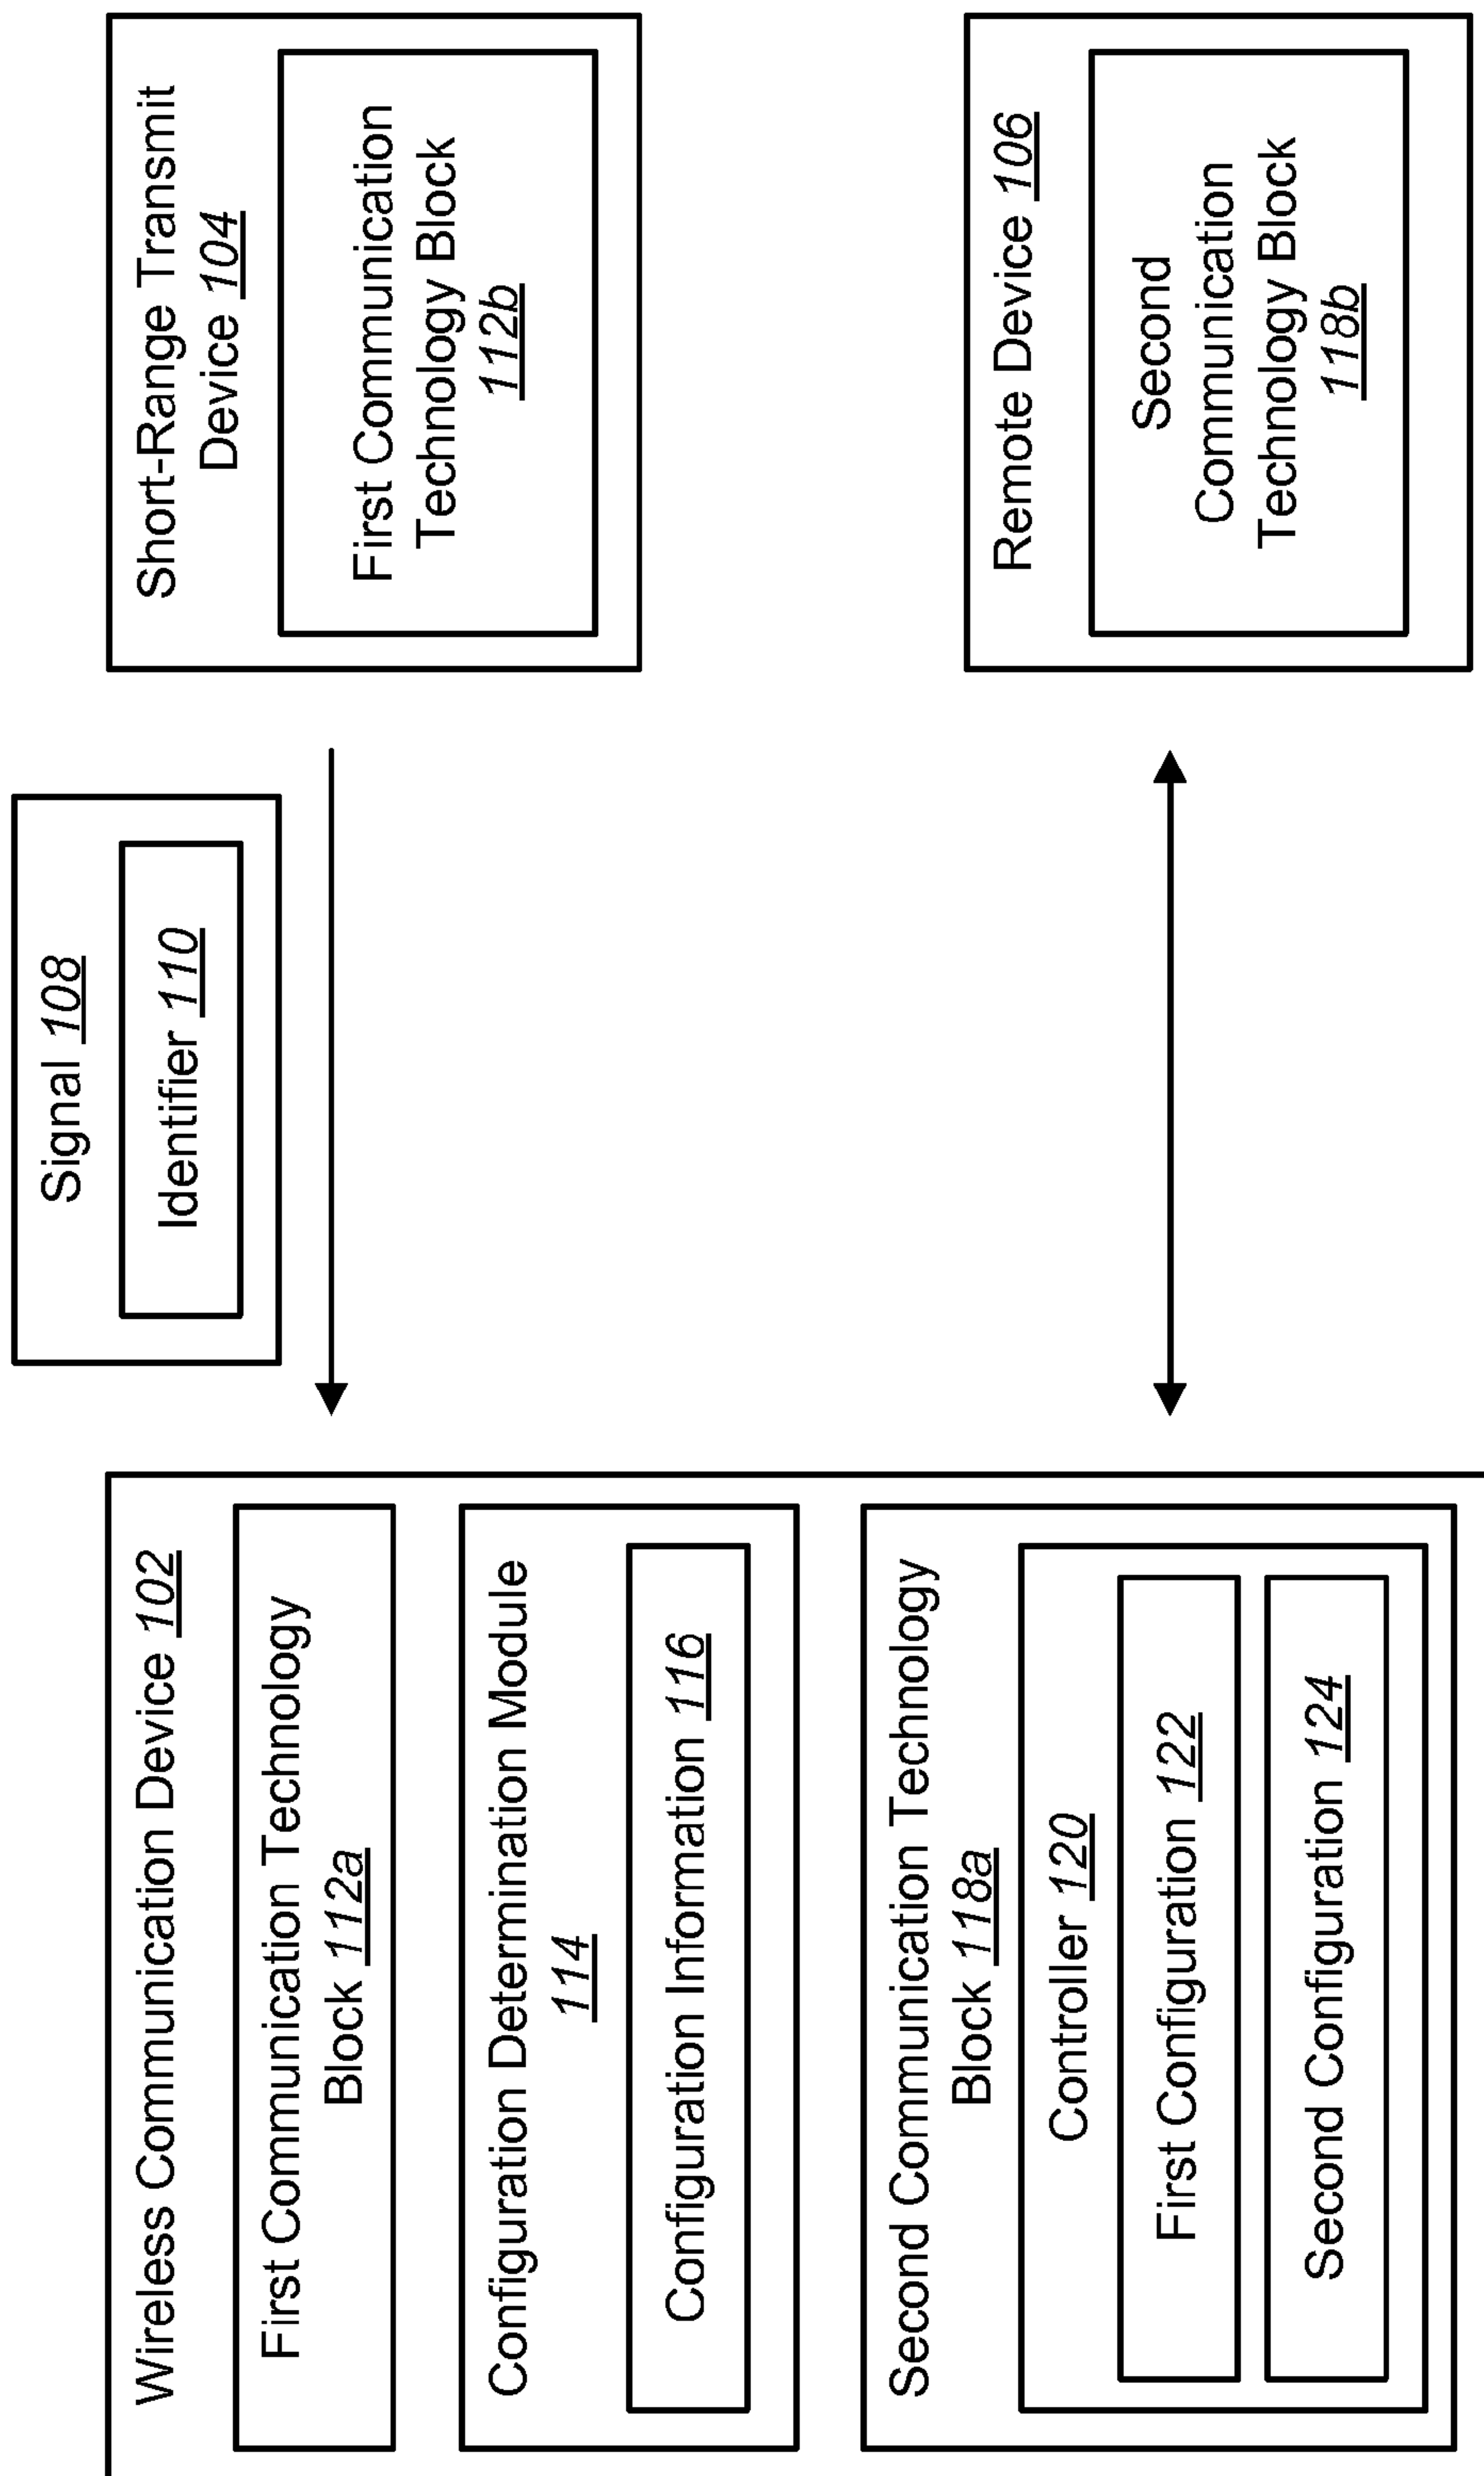 Wireless Communication Device 102
First Communication Technology
Block 112a
Configuration Determination Module
114
Configuration Information 116
Second Communication Technology
Block 118a
Controller 120
First Configuration 122
Second Configuration 124
Signal 108
Identifier 110
Short-Range Transmit
Device 104
First Communication
Technology Block
112b
Remote Device 106
Second
Communication
Technology Block
118b